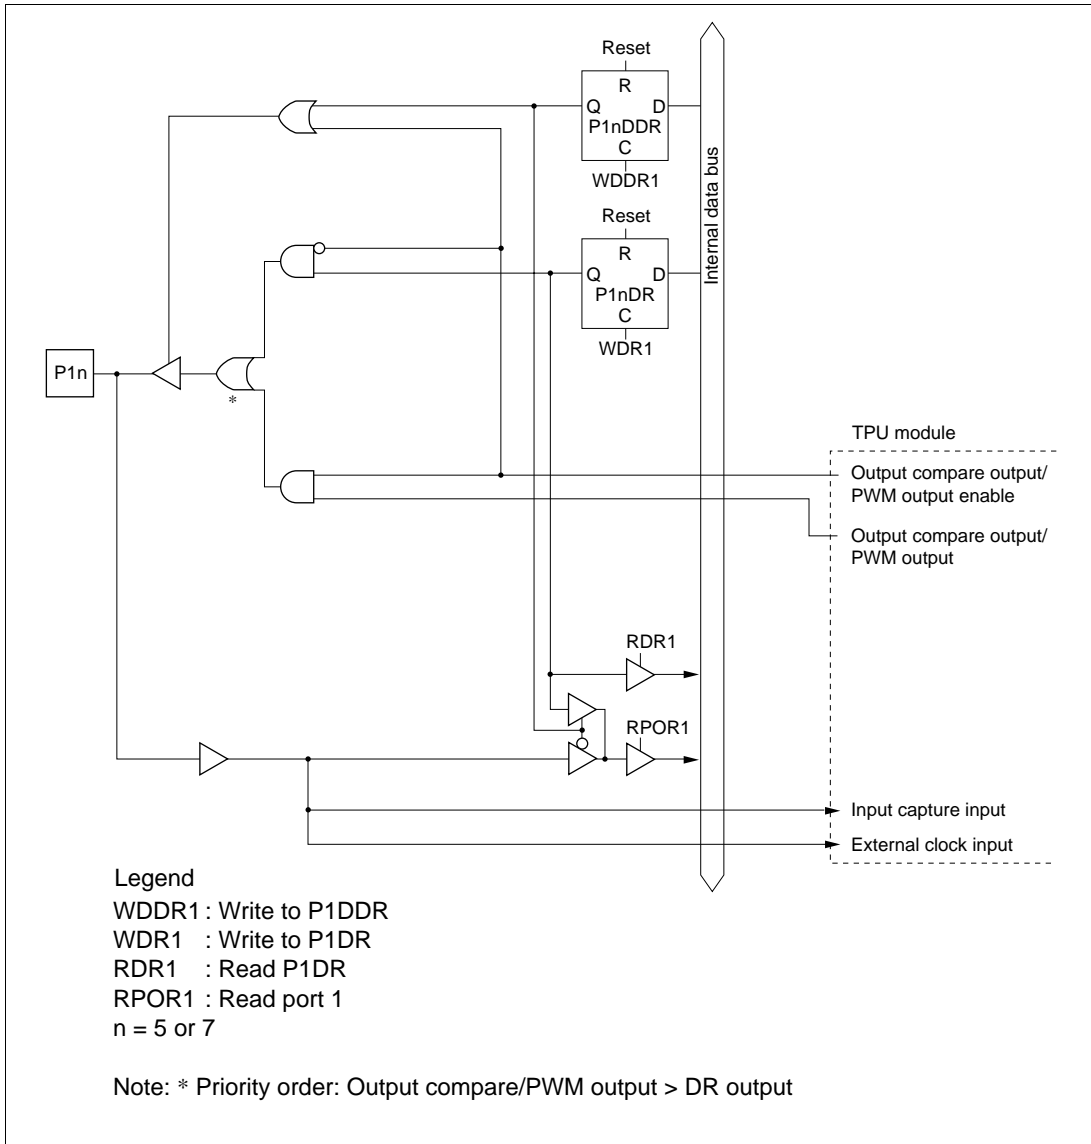 Reset
R
Q D
P1nDDR
C
WDDR1
Reset
R
Q D
P1nDR
C
WDR1
Internal data bus
P1n
*
TPU module
Output compare output/
PWM output enable
Output compare output/
PWM output
RDR1
RPOR1
Input capture input
External clock input
Legend
WDDR1 : Write to P1DDR
WDR1 : Write to P1DR
RDR1 : Read P1DR
RPOR1 : Read port 1
n = 5 or 7
Note: * Priority order: Output compare/PWM output > DR output